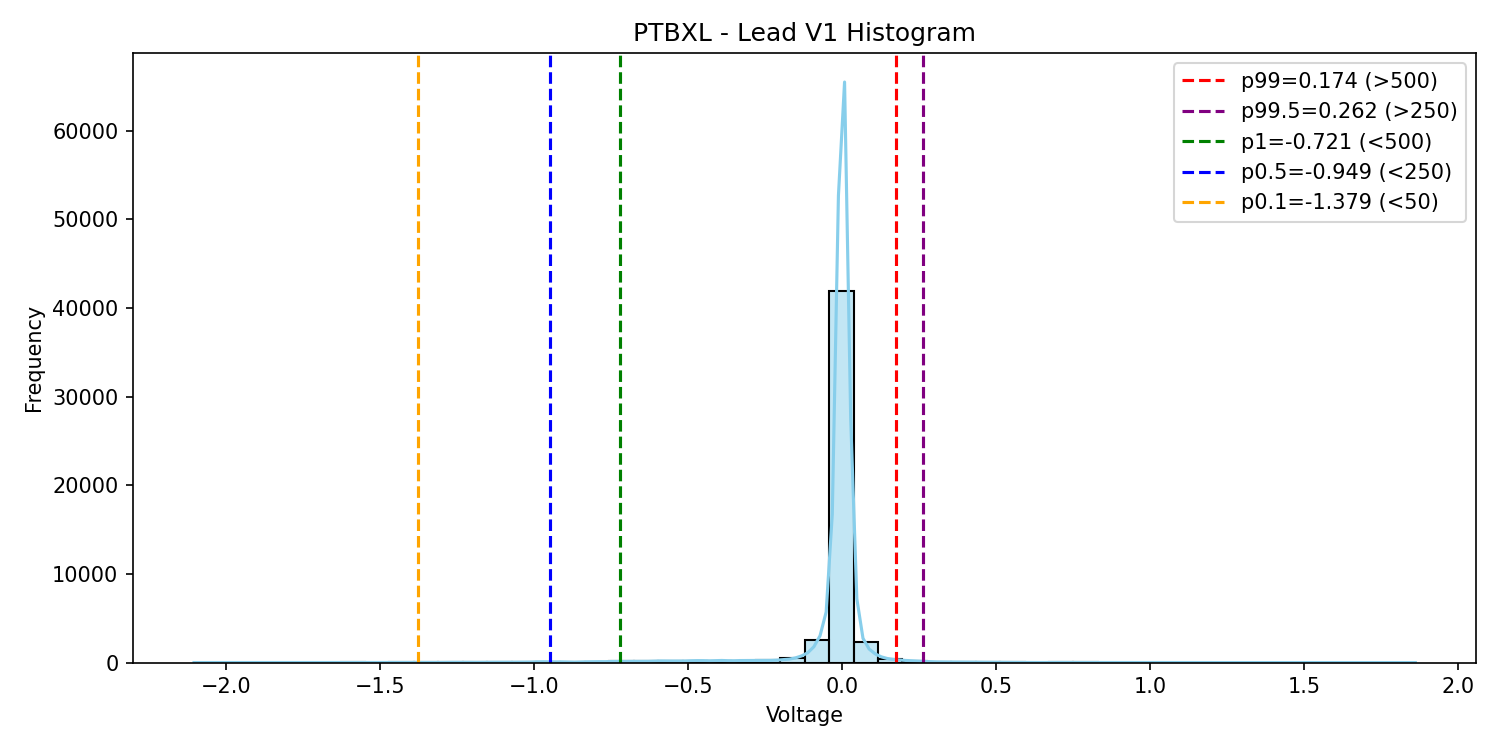 PTBXL - Lead V1 Histogram
p99=0.174 (>500)
p99.5=0.262 (>250)
p1=-0.721 (<500)
p0.5=-0.949 (<250)
p0.1=-1.379 (<50)
Frequency
60000
50000
40000
30000
20000
10000
0
−2.0 −1.5 −1.0 −0.5 0.0 0.5 1.0 1.5 2.0
Voltage